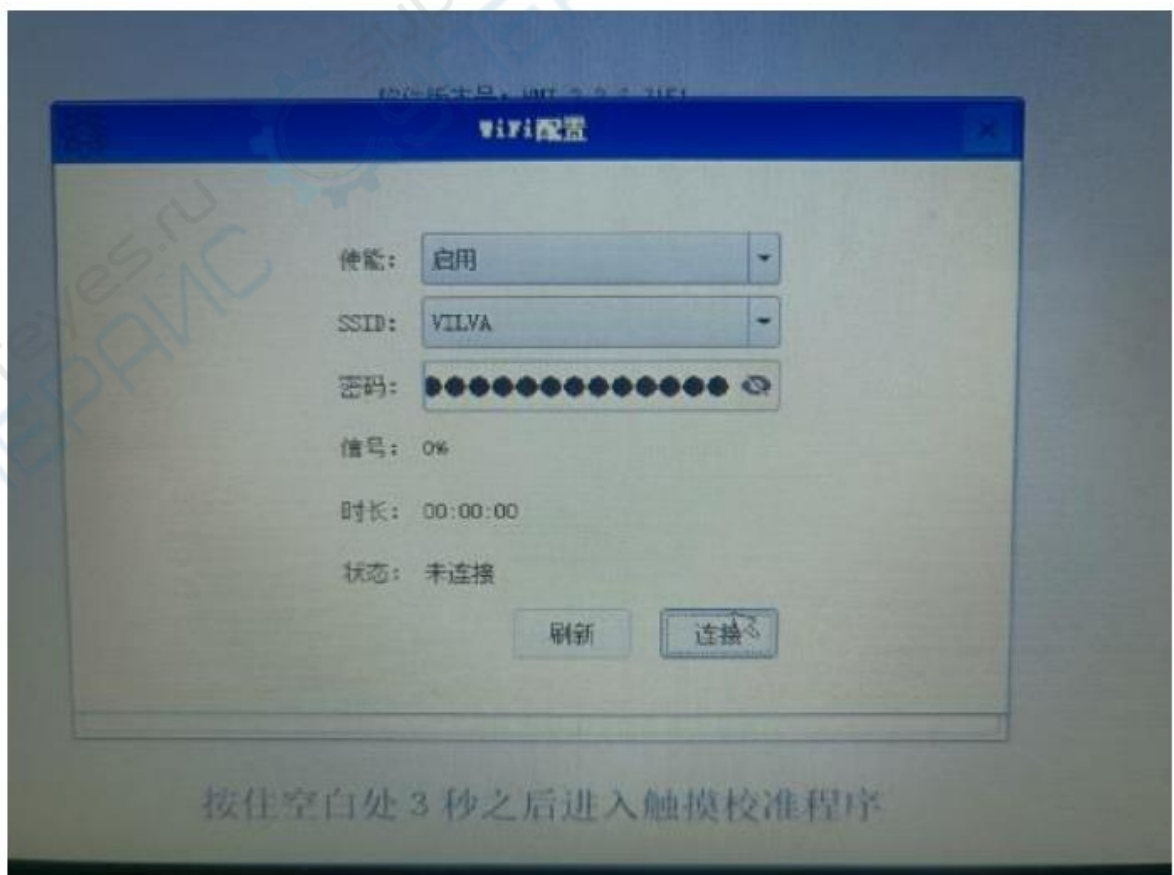 WiFi配置
使能： 启用
SSID： VILVA
密码： ●●●●●●●●●●●●●
信号： 0%
时长： 00:00:00
状态： 未连接
刷新 连接
按住空白处 3 秒之后进入触摸校准程序